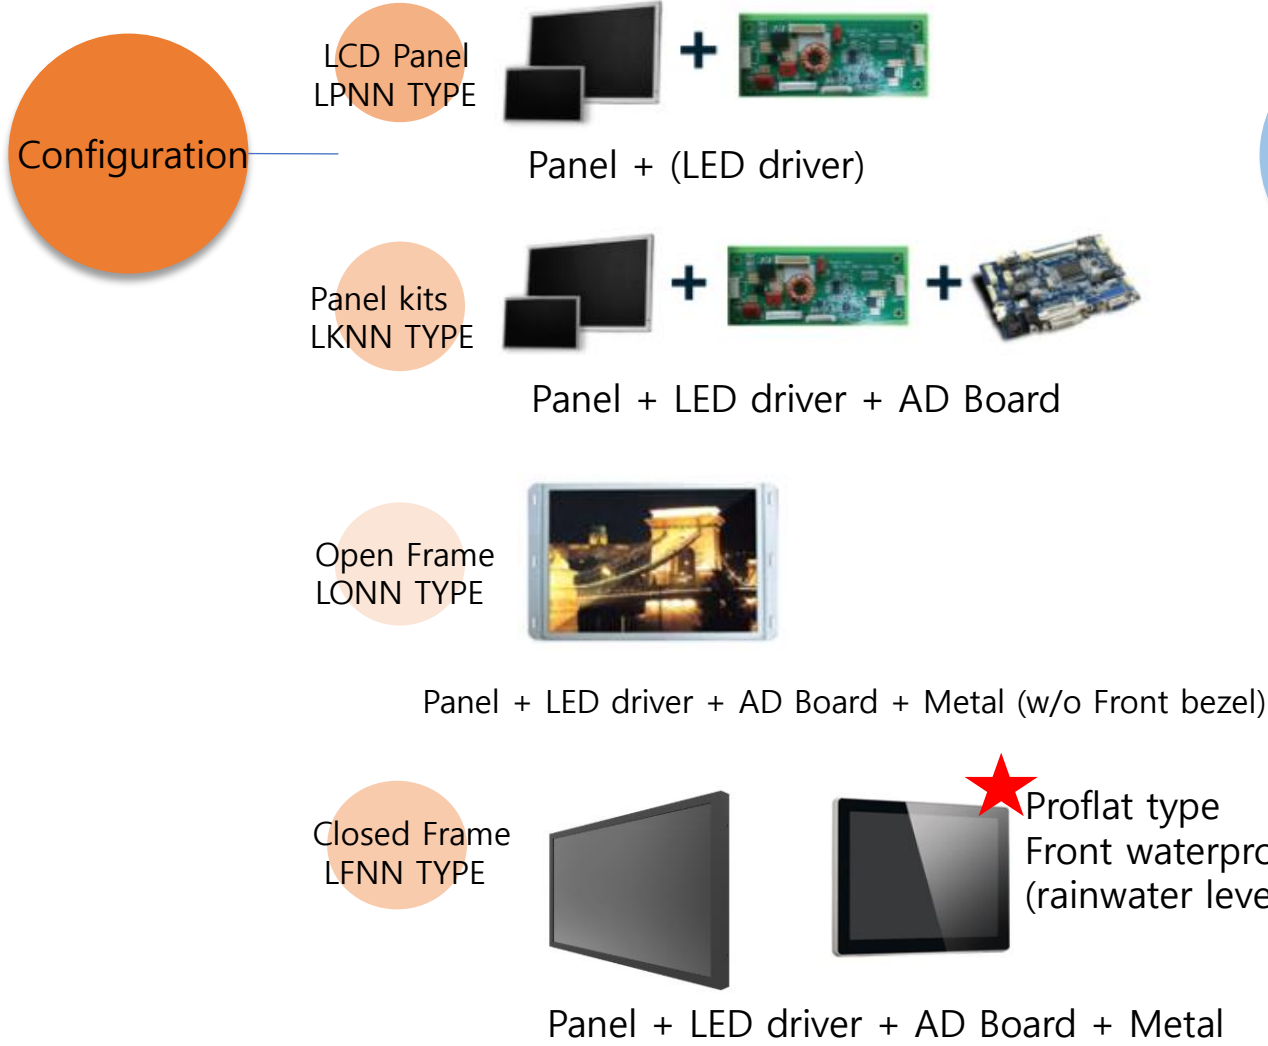 Configuration
LCD Panel
LPNN TYPE
Panel + (LED driver)
Panel kits
LKNN TYPE
Panel + LED driver + AD Board
Open Frame
LONN TYPE
Panel + LED driver + AD Board + Metal (w/o Front bezel)
Closed Frame
LFNN TYPE
Proflat type
Front
(rainwater
Panel + LED driver + AD Board + Metal